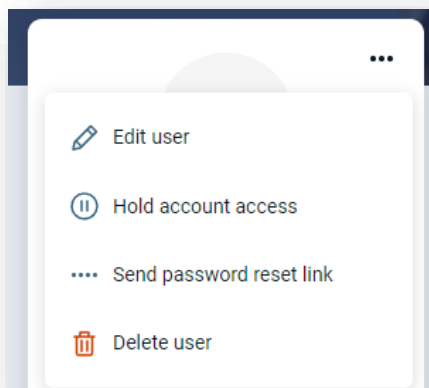 Edit user
Hold account access
Send password reset link
Delete user